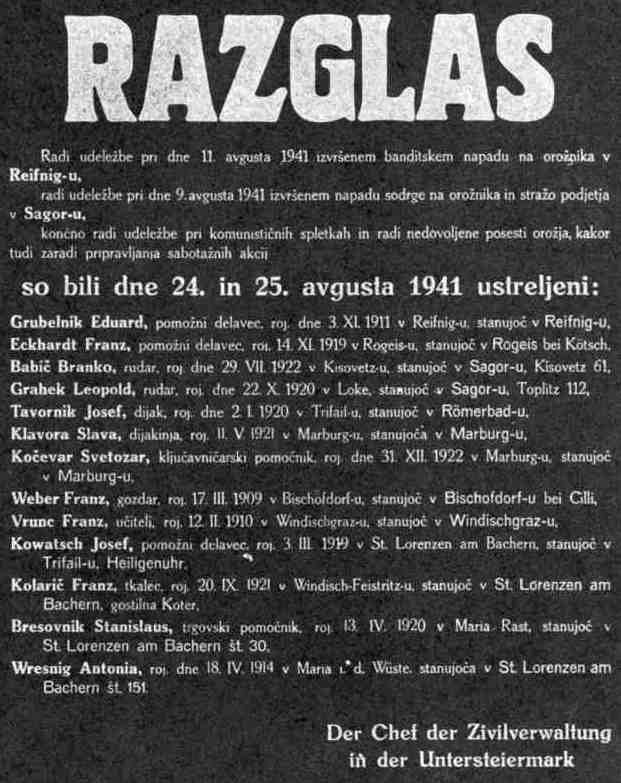 RAZGLAS
Radi udeležbe pri dne 11. avgusta 1941 izvršenem banditskem napadu na orožnika v
Reifnig-u,
radi udeležbe pri dne 9. avgusta 1941 izvršenem napadu sodrge na orožnika in stražo podjetja
v Sagor-u,
končno radi udeležbe pri komunističnih spletkah in radi nedovoljene posesti orožja, kakor
tudi zaradi pripravljanja sabotažnih akcij
so bili dne 24. in 25. avgusta 1941 ustreljeni:
Grubelnik Eduard, pomožni delavec, roj. dne 3. XI. 1911 v Reifnig-u, stanujoč v Reifnig-u,
Eckhardt Franz, pomožni delavec, roj. 14. XI. 1919 v Rogeis-u, stanujoč v Rogeis bei Kötsch,
Babič Branko, rudar, roj. dne 29. VII. 1922 v Kisovetz-u, stanujoč v Sagor-u, Kisovetz 61,
Grahek Leopold, rudar, roj. dne 22. X. 1920 v Loke, stanujoč v Sagor-u, Toplitz 112,
Tavornik Josef, dijak, roj. dne 2. I. 1920 v Trifail-u, stanujoč v Römerbad-u,
Klavora Slava, dijakinja, roj. 11. V. 1921 v Marburg-u, stanujoča v Marburg-u,
Kočevar Svetozar, ključavničarski pomočnik, roj. dne 31. XII. 1922 v Marburg-u, stanujoč
v Marburg-u,
Weber Franz, gozdar, roj. 17. III. 1909 v Bischofdorf-u, stanujoč v Bischofdorf-u bei Cilli,
Vrunc Franz, učitelj, roj. 12. II. 1910 v Windischgraz-u, stanujoč v Windischgraz-u,
Kowatsch Josef, pomožni delavec, roj. 3. III. 1919 v St. Lorenzen am Bachern, stanujoč v
Trifail-u, Heiligenuhr,
Kolarič Franz, tkalec, roj. 20. IX. 1921 v Windisch-Feistritz-u, stanujoč v St. Lorenzen am
Bachern, gostilna Koter,
Bresovnik Stanislaus, trgovski pomočnik, roj. 13. IV. 1920 v Maria Rast, stanujoč v
St. Lorenzen am Bachern št. 30,
Wresnig Antonia, roj. dne 18. IV. 1914 v Maria i. d. Wüste, stanujoča v St. Lorenzen am
Bachern št. 151.
Der Chef der Zivilverwaltung
in der Untersteiermark